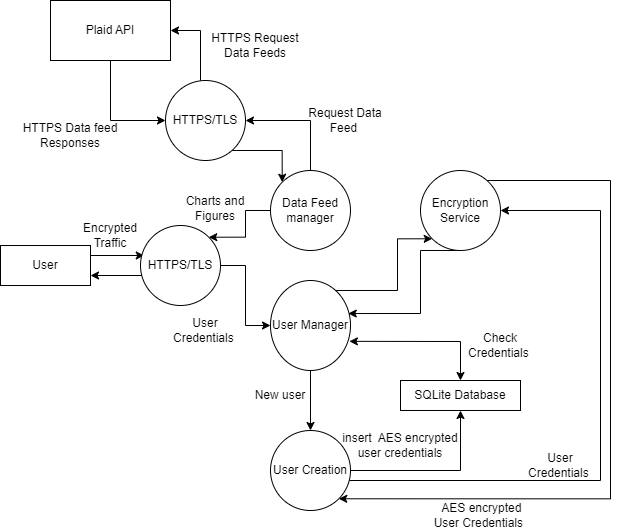 Plaid API
HTTPS Request
Data Feeds
HTTPS/TLS
Request Data
Feed
HTTPS Data feed
Responses
Charts and
Figures
Data Feed
manager
Encryption
Service
Encrypted
Traffic
User
HTTPS/TLS
User
Credentials
User Manager
Check
Credentials
New user
SQLite Database
insert  AES encrypted
user credentials
User Creation
User
Credentials
AES encrypted
User Credentials